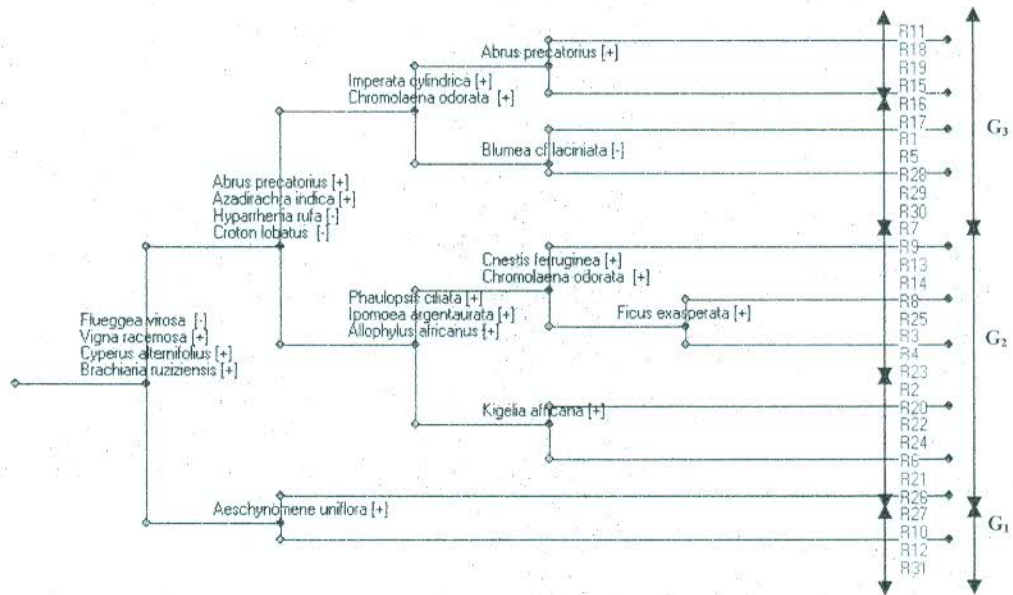 Abrus precatorius [+]
Imperata cylindrica [+]
Chromolaena odorata [+]
Blumea cf laciniata [-]
Abrus precatorius [+]
Azadirachta indica [+]
Hyparrhenia rufa [-]
Croton lobatus [-]
Cnestis ferruginea [+]
Chromolaena odorata [+]
Phaulopsis ciliata [+]
Ipomoea argentaurata [+]
Allophylus africanus [+]
Ficus exasperata [+]
Flueggea virosa [-]
Vigna racemosa [+]
Cyperus alternifolius [+]
Brachiaria ruziziensis [+]
Kigelia africana [+]
Aeschynomene uniflora [+]
R11
R18
R19
R15
R16
R17
R1
R5
R28
R29
R30
R7
R9
R13
R14
R8
R25
R3
R4
R23
R2
R20
R22
R24
R6
R21
R26
R27
R10
R12
R31
G3
G2
G1